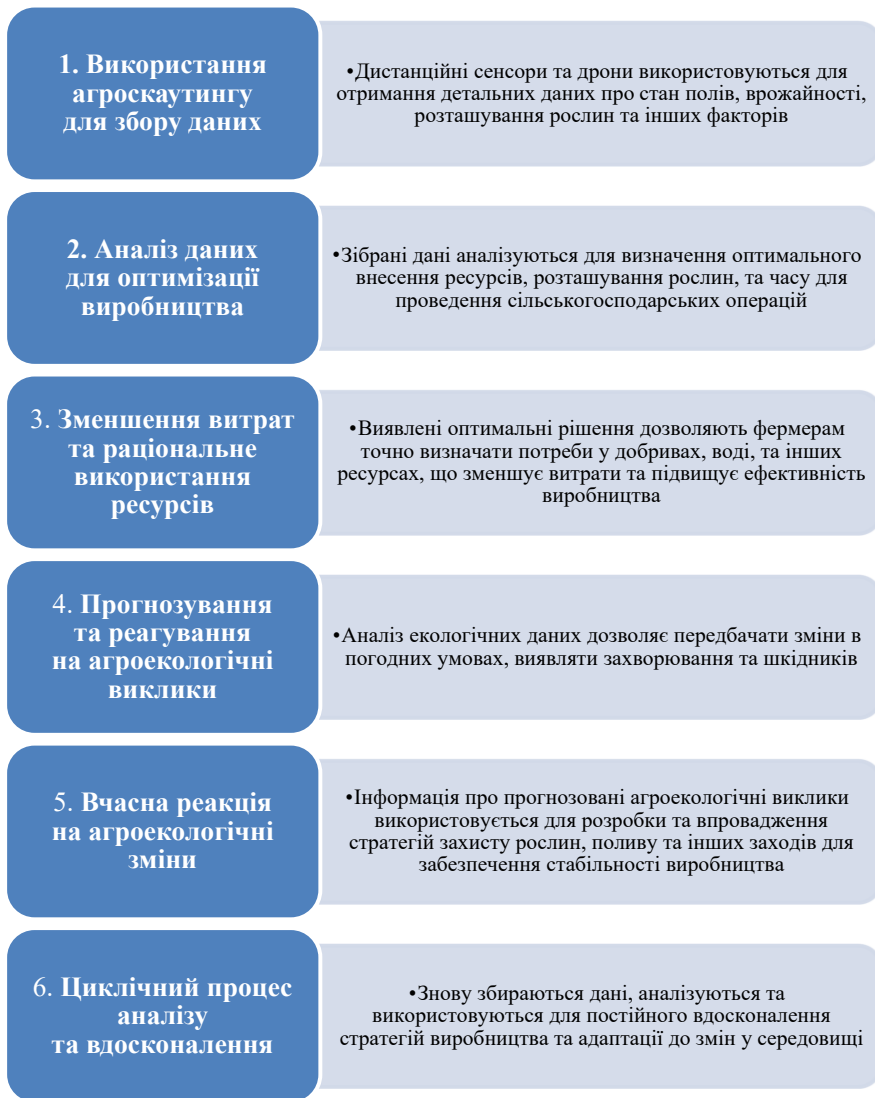 1. Використання
агроскаутингу
для збору даних
•Дистанційні сенсори та дрони використовуються для
отримання детальних даних про стан полів, врожайності,
розташування рослин та інших факторів
2. Аналіз даних
для оптимізації
виробництва
•Зібрані дані аналізуються для визначення оптимального
внесення ресурсів, розташування рослин, та часу для
проведення сільськогосподарських операцій
3. Зменшення витрат
та раціональне
використання
ресурсів
•Виявлені оптимальні рішення дозволяють фермерам
точно визначати потреби у добривах, воді, та інших
ресурсах, що зменшує витрати та підвищує ефективність
виробництва
4. Прогнозування
та реагування
на агроекологічні
виклики
•Аналіз екологічних даних дозволяє передбачати зміни в
погодних умовах, виявляти захворювання та шкідників
5. Вчасна реакція
на агроекологічні
зміни
•Інформація про прогнозовані агроекологічні виклики
використовується для розробки та впровадження
стратегій захисту рослин, поливу та інших заходів для
забезпечення стабільності виробництва
6. Циклічний процес
аналізу
та вдосконалення
•Знову збираються дані, аналізуються та
використовуються для постійного вдосконалення
стратегій виробництва та адаптації до змін у середовищі